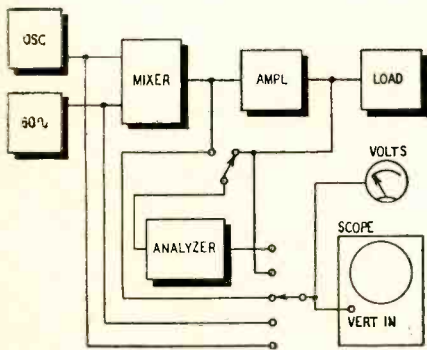 OSC
60~
MIXER
AMPL
LOAD
VOLTS
ANALYZER
SCOPE
VERT IN